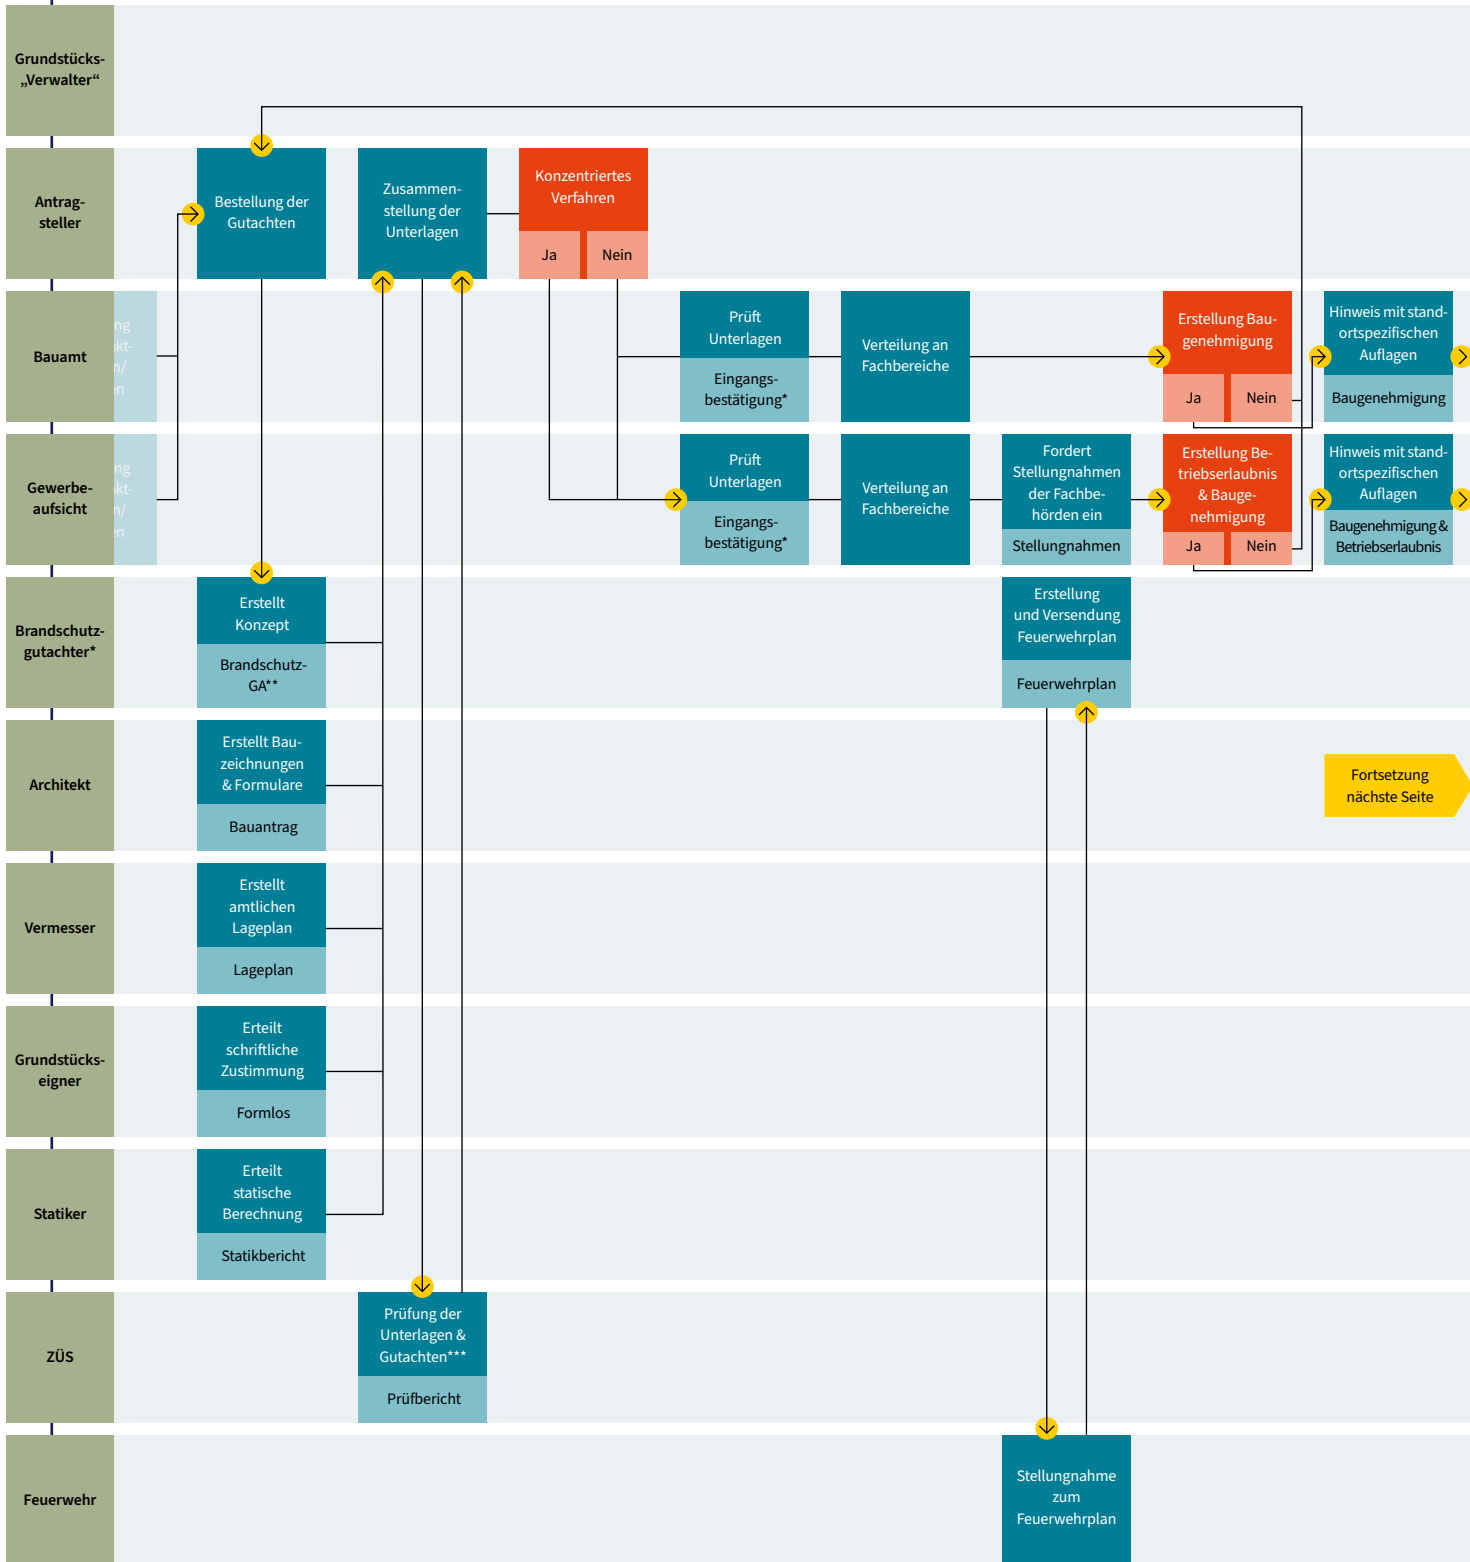 Grundstücks-
„Verwalter“
Antrag-
steller
Bestellung der
Gutachten
Zusammen-
stellung der
Unterlagen
Konzentriertes
Verfahren
Ja
Nein
Bauamt
Prüft
Unterlagen
Eingangs-
bestätigung*
Verteilung an
Fachbereiche
Erstellung Bau-
genehmigung
Ja
Nein
Hinweis mit stand-
ortspezifischen
Auflagen
Baugenehmigung
Gewerbe-
aufsicht
Prüft
Unterlagen
Eingangs-
bestätigung*
Verteilung an
Fachbereiche
Fordert
Stellungnahmen
der Fachbe-
hörden ein
Stellungnahmen
Erstellung Be-
triebserlaubnis
& Bauge-
nehmigung
Ja
Nein
Hinweis mit stand-
ortspezifischen
Auflagen
Baugenehmigung &
Betriebserlaubnis
Brandschutz-
gutachter*
Erstellt
Konzept
Brandschutz-
GA**
Erstellung
und Versendung
Feuerwehrplan
Feuerwehrplan
Architekt
Erstellt Bau-
zeichnungen
& Formulare
Bauantrag
Fortsetzung
nächste Seite
Vermesser
Erstellt
amtlichen
Lageplan
Lageplan
Grundstücks-
eigner
Erteilt
schriftliche
Zustimmung
Formlos
Statiker
Erteilt
statische
Berechnung
Statikbericht
ZÜS
Prüfung der
Unterlagen &
Gutachten***
Prüfbericht
Feuerwehr
Stellungnahme
zum
Feuerwehrplan